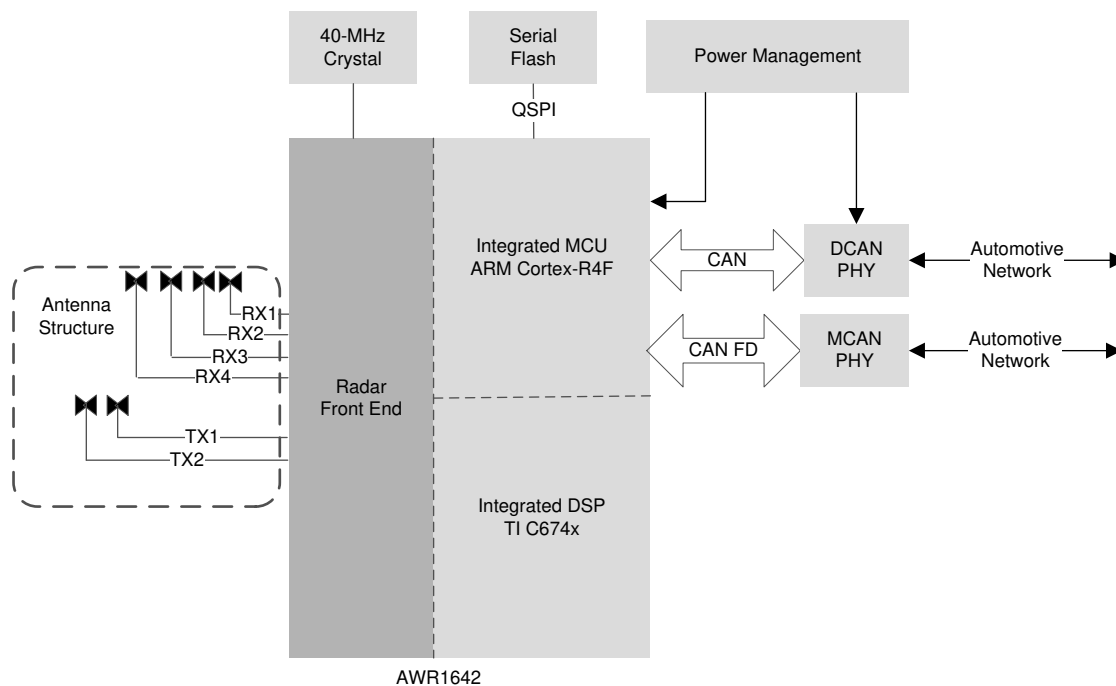 40-MHz
Crystal
Serial
Flash
Power Management
QSPI
Integrated MCU
ARM Cortex-R4F
CAN
DCAN
PHY
Automotive
Network
Antenna
Structure
RX1
RX2
RX3
RX4
CAN FD
MCAN
PHY
Automotive
Network
Radar
Front End
TX1
TX2
Integrated DSP
TI C674x
AWR1642